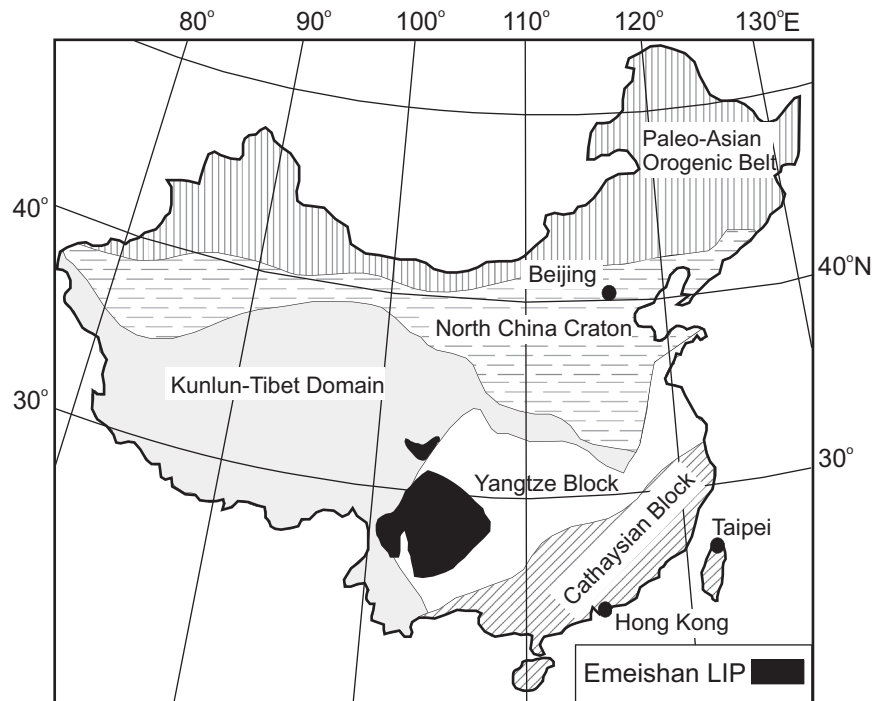 80° 90° 100° 110° 120° 130°E
Paleo-Asian
Orogenic Belt
40°
Beijing
40°N
North China Craton
Kunlun-Tibet Domain
30°
30°
Yangtze Block
Cathaysian Block
Taipei
Hong Kong
Emeishan LIP